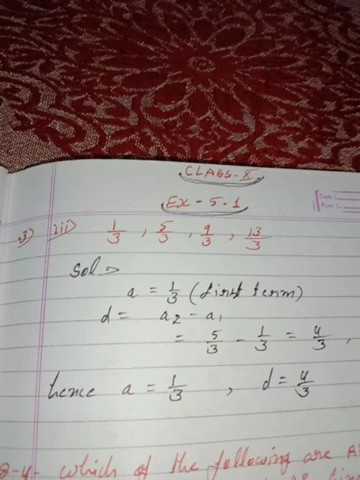 CLASS-X
EX-5.1
3) iii) 1/3, 5/3, 9/3, 13/3
Sol⇒
a = 1/3 (first term)
d = a₂ - a₁
= 5/3 - 1/3 = 4/3,
hence a = 1/3, d = 4/3
which of the following are